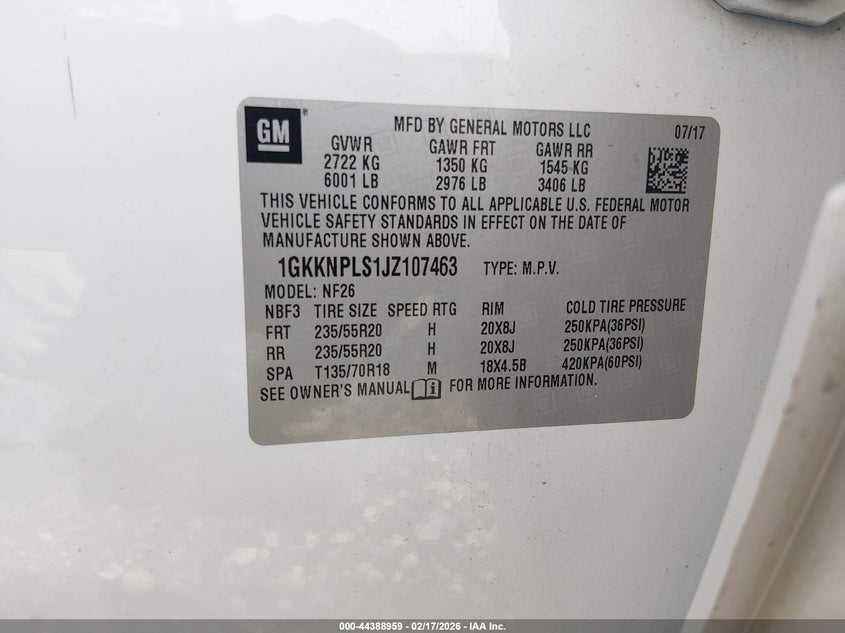 GM
MFD BY GENERAL MOTORS LLC 07/17
GVWR GAWR FRT GAWR RR
2722 KG 1350 KG 1545 KG
6001 LB 2976 LB 3406 LB
THIS VEHICLE CONFORMS TO ALL APPLICABLE U.S. FEDERAL MOTOR
VEHICLE SAFETY STANDARDS IN EFFECT ON THE DATE OF
MANUFACTURE SHOWN ABOVE.
1GKKNPLS1JZ107463 TYPE: M.P.V.
MODEL: NF26
NBF3 TIRE SIZE SPEED RTG RIM COLD TIRE PRESSURE
FRT 235/55R20 H 20X8J 250KPA(36PSI)
RR 235/55R20 H 20X8J 250KPA(36PSI)
SPA T135/70R18 M 18X4.5B 420KPA(60PSI)
SEE OWNER'S MANUAL FOR MORE INFORMATION.
000-44388959 - 02/17/2026 - IAA Inc.